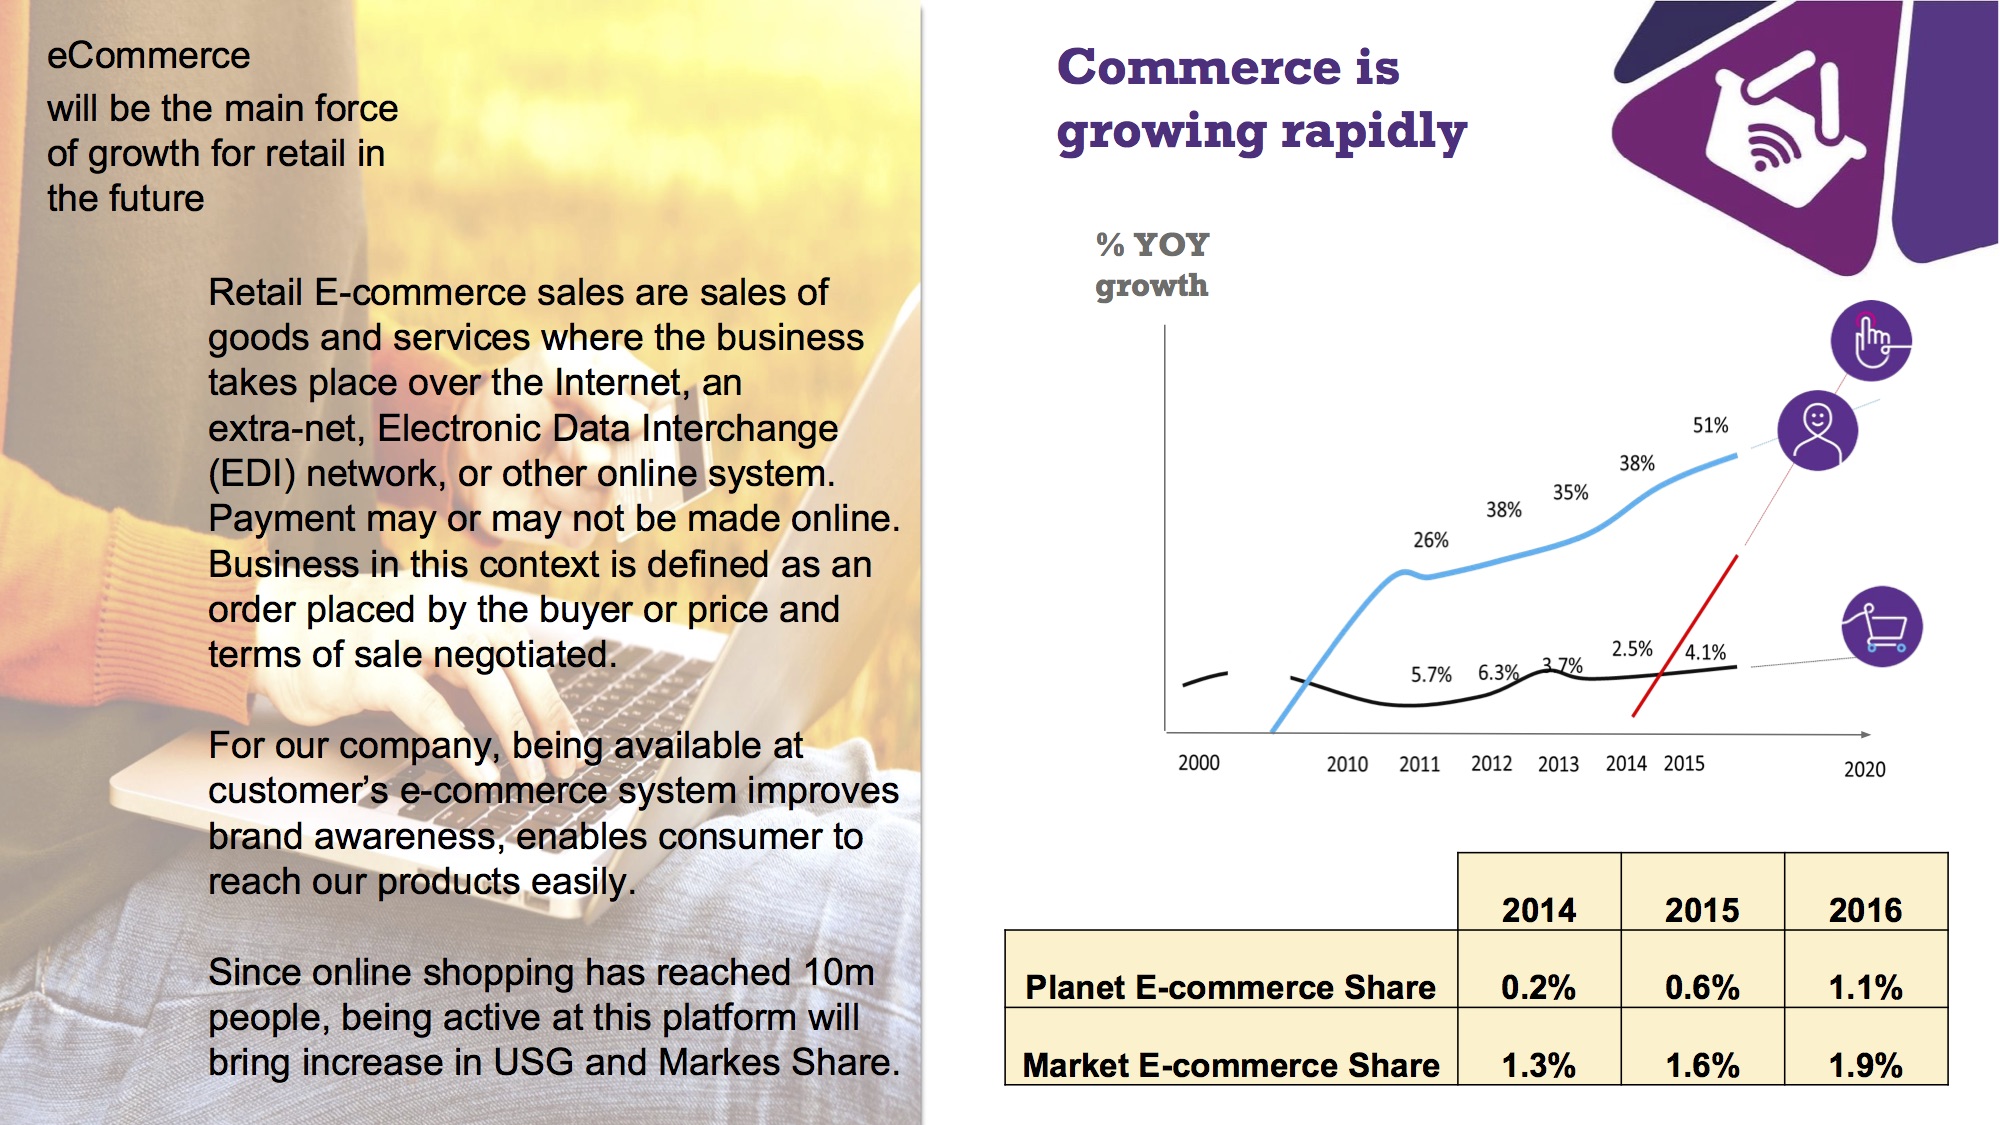 eCommerce
will be the main force
of growth for retail in
the future
Retail E-commerce sales are sales of
goods and services where the business
takes place over the Internet, an
extra-net, Electronic Data Interchange
(EDI) network, or other online system.
Payment may or may not be made online.
Business in this context is defined as an
order placed by the buyer or price and
terms of sale negotiated.
For our company, being available at
customer’s e-commerce system improves
brand awareness, enables consumer to
reach our products easily.
Since online shopping has reached 10m
people, being active at this platform will
bring increase in USG and Markes Share.
Commerce is
growing rapidly
% YOY
growth
51%
38%
35%
38%
26%
5.7% 6.3% 3.7% 2.5% 4.1%
2000 2010 2011 2012 2013 2014 2015 2020
2014 2015 2016
Planet E-commerce Share 0.2% 0.6% 1.1%
Market E-commerce Share 1.3% 1.6% 1.9%